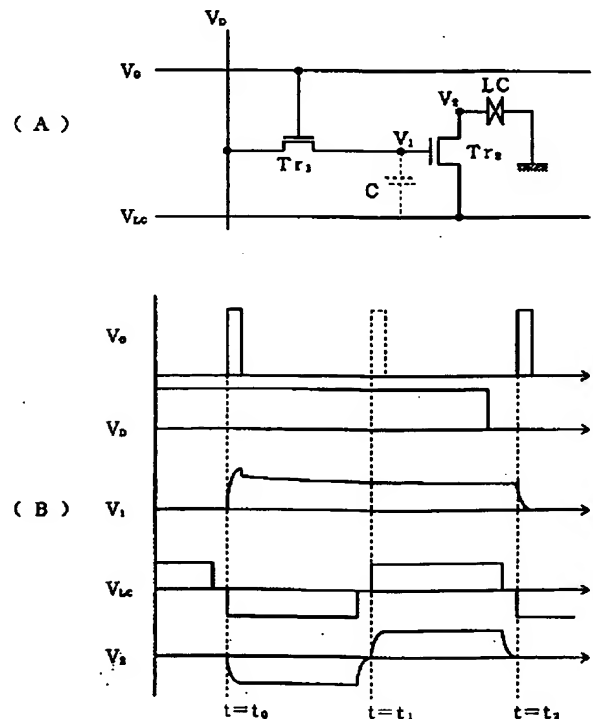 V_D
V_G
( A )
LC
V_2
V_1
Tr_1
Tr_2
C
V_LC
V_G
V_D
( B )
V_1
V_LC
V_2
t=t_0
t=t_1
t=t_2